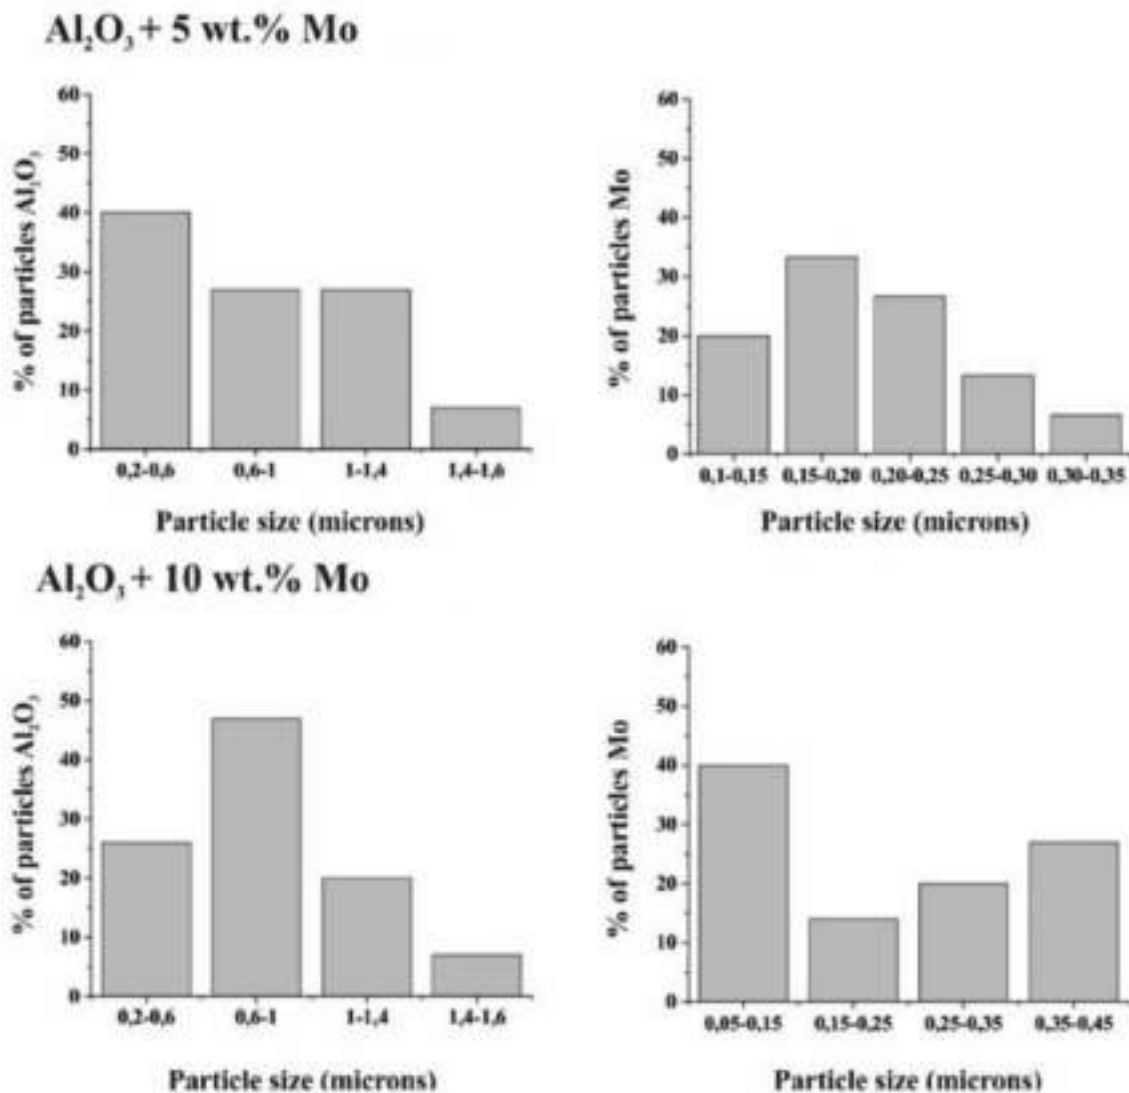 Al₂O₃ + 5 wt.% Mo
% of particles Al₂O₃
60
50
40
30
20
10
0
0,2-0,6 0,6-1 1-1,4 1,4-1,6
Particle size (microns)
% of particles Mo
60
50
40
30
20
10
0
0,1-0,15 0,15-0,20 0,20-0,25 0,25-0,30 0,30-0,35
Particle size (microns)
Al₂O₃ + 10 wt.% Mo
% of particles Al₂O₃
60
50
40
30
20
10
0
0,2-0,6 0,6-1 1-1,4 1,4-1,6
Particle size (microns)
% of particles Mo
60
50
40
30
20
10
0
0,05-0,15 0,15-0,25 0,25-0,35 0,35-0,45
Particle size (microns)